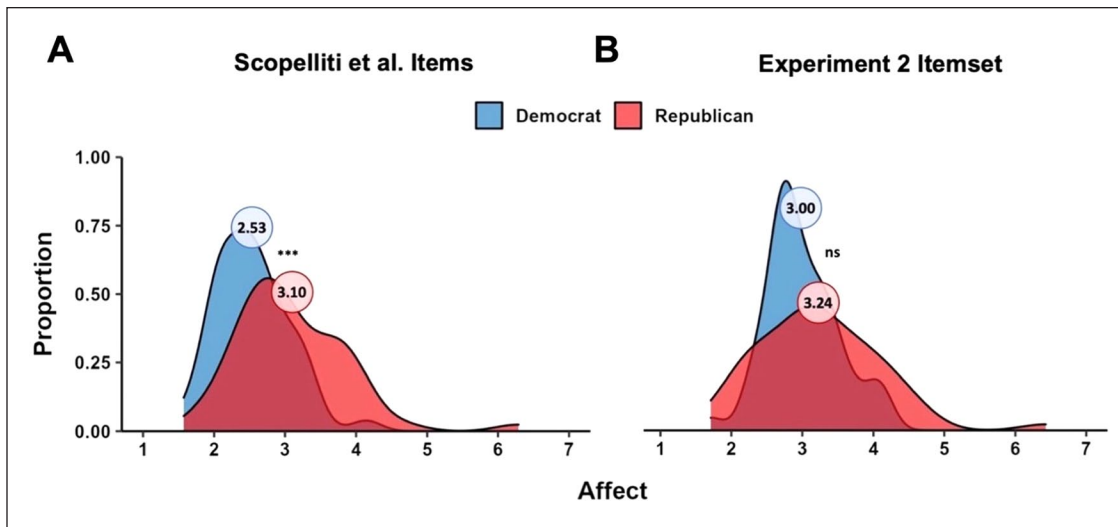 A
Scopelliti et al. Items
B
Experiment 2 Itemset
Democrat
Republican
Proportion
1.00
0.75
0.50
0.25
0.00
2.53
***
3.10
1 2 3 4 5 6 7
3.00
ns
3.24
1 2 3 4 5 6 7
Affect